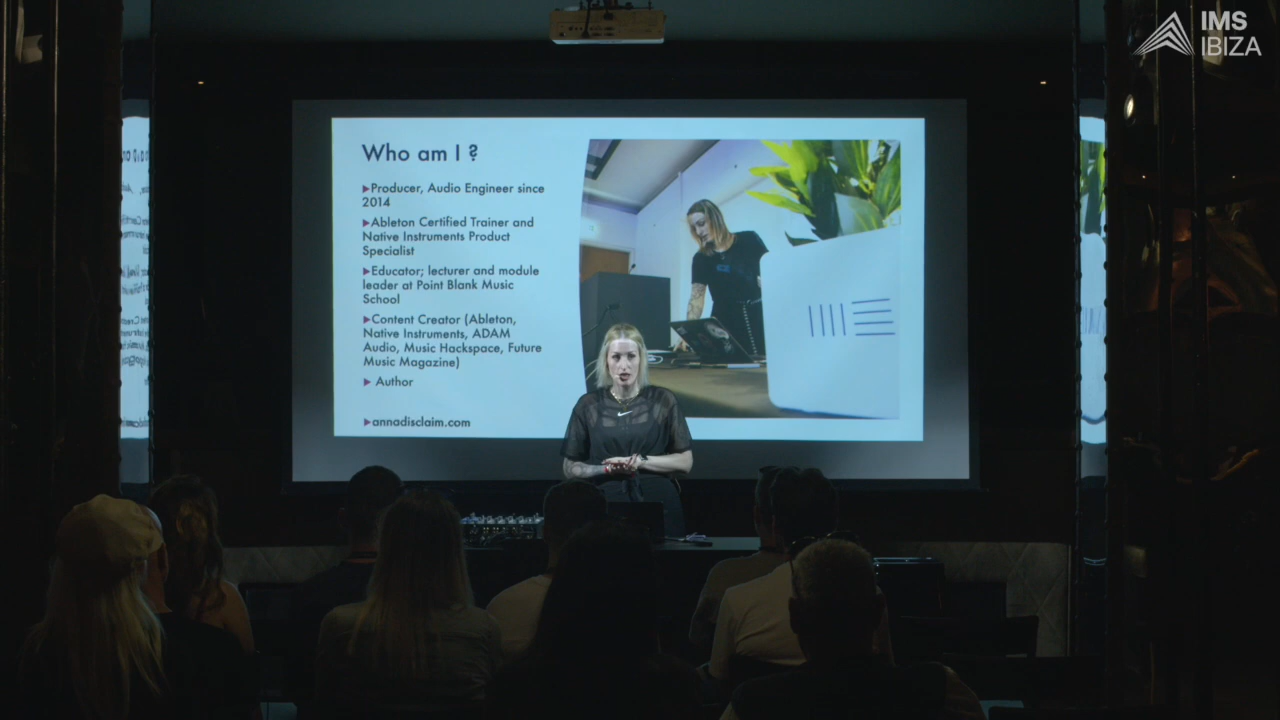 IMS
IBIZA
Who am I ?
▶Producer, Audio Engineer since
2014
▶Ableton Certified Trainer and
Native Instruments Product
Specialist
▶Educator; lecturer and module
leader at Point Blank Music
School
▶Content Creator (Ableton,
Native Instruments, ADAM
Audio, Music Hackspace, Future
Music Magazine)
▶ Author
▶annadisclaim.com